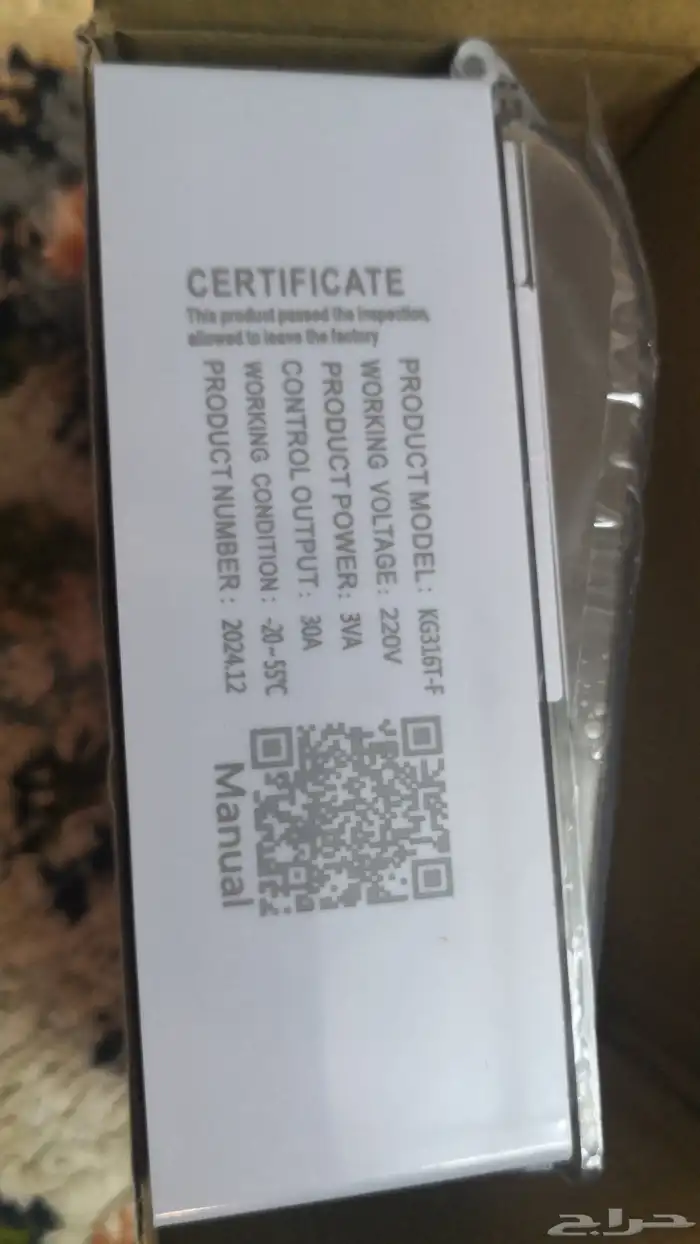 CERTIFICATE
This product passed the inspection,
allowed to leave the factory
PRODUCT MODEL : KG316T-F
WORKING VOLTAGE : 220V
PRODUCT POWER : 3VA
CONTROL OUTPUT : 30A
WORKING CONDITION : -20~55℃
PRODUCT NUMBER : 2024.12
Manual
حراج